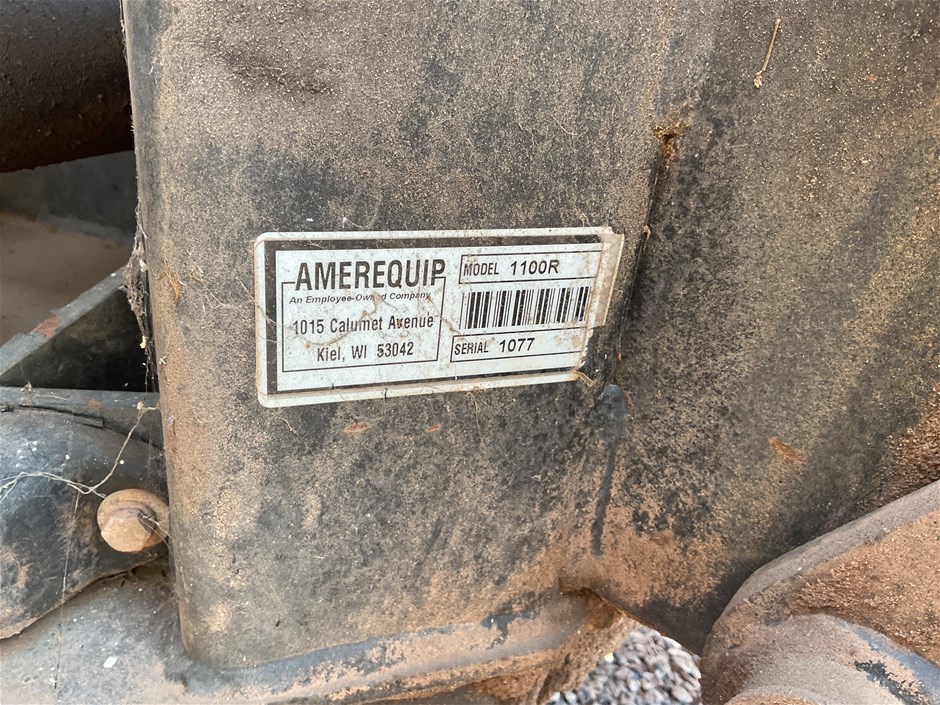 AMEREQUIP
An Employee-Owned Company
1015 Calumet Avenue
Kiel, WI 53042
MODEL 1100R
SERIAL 1077